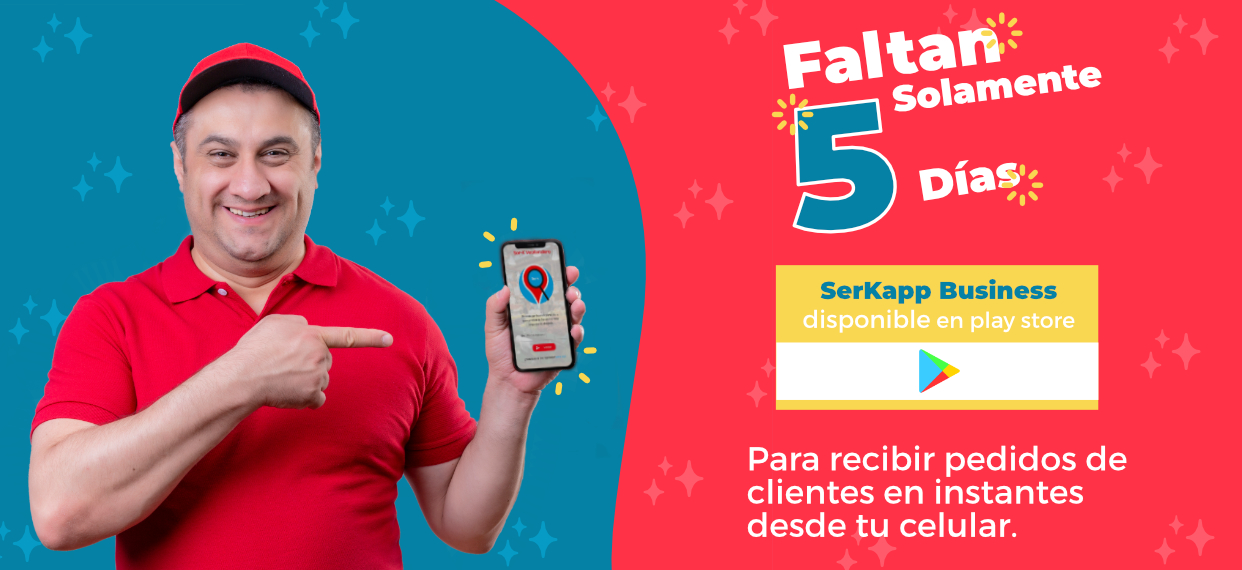 Faltan
Solamente
5
Días
SerKapp Business
disponible en play store
Para recibir pedidos de
clientes en instantes
desde tu celular.